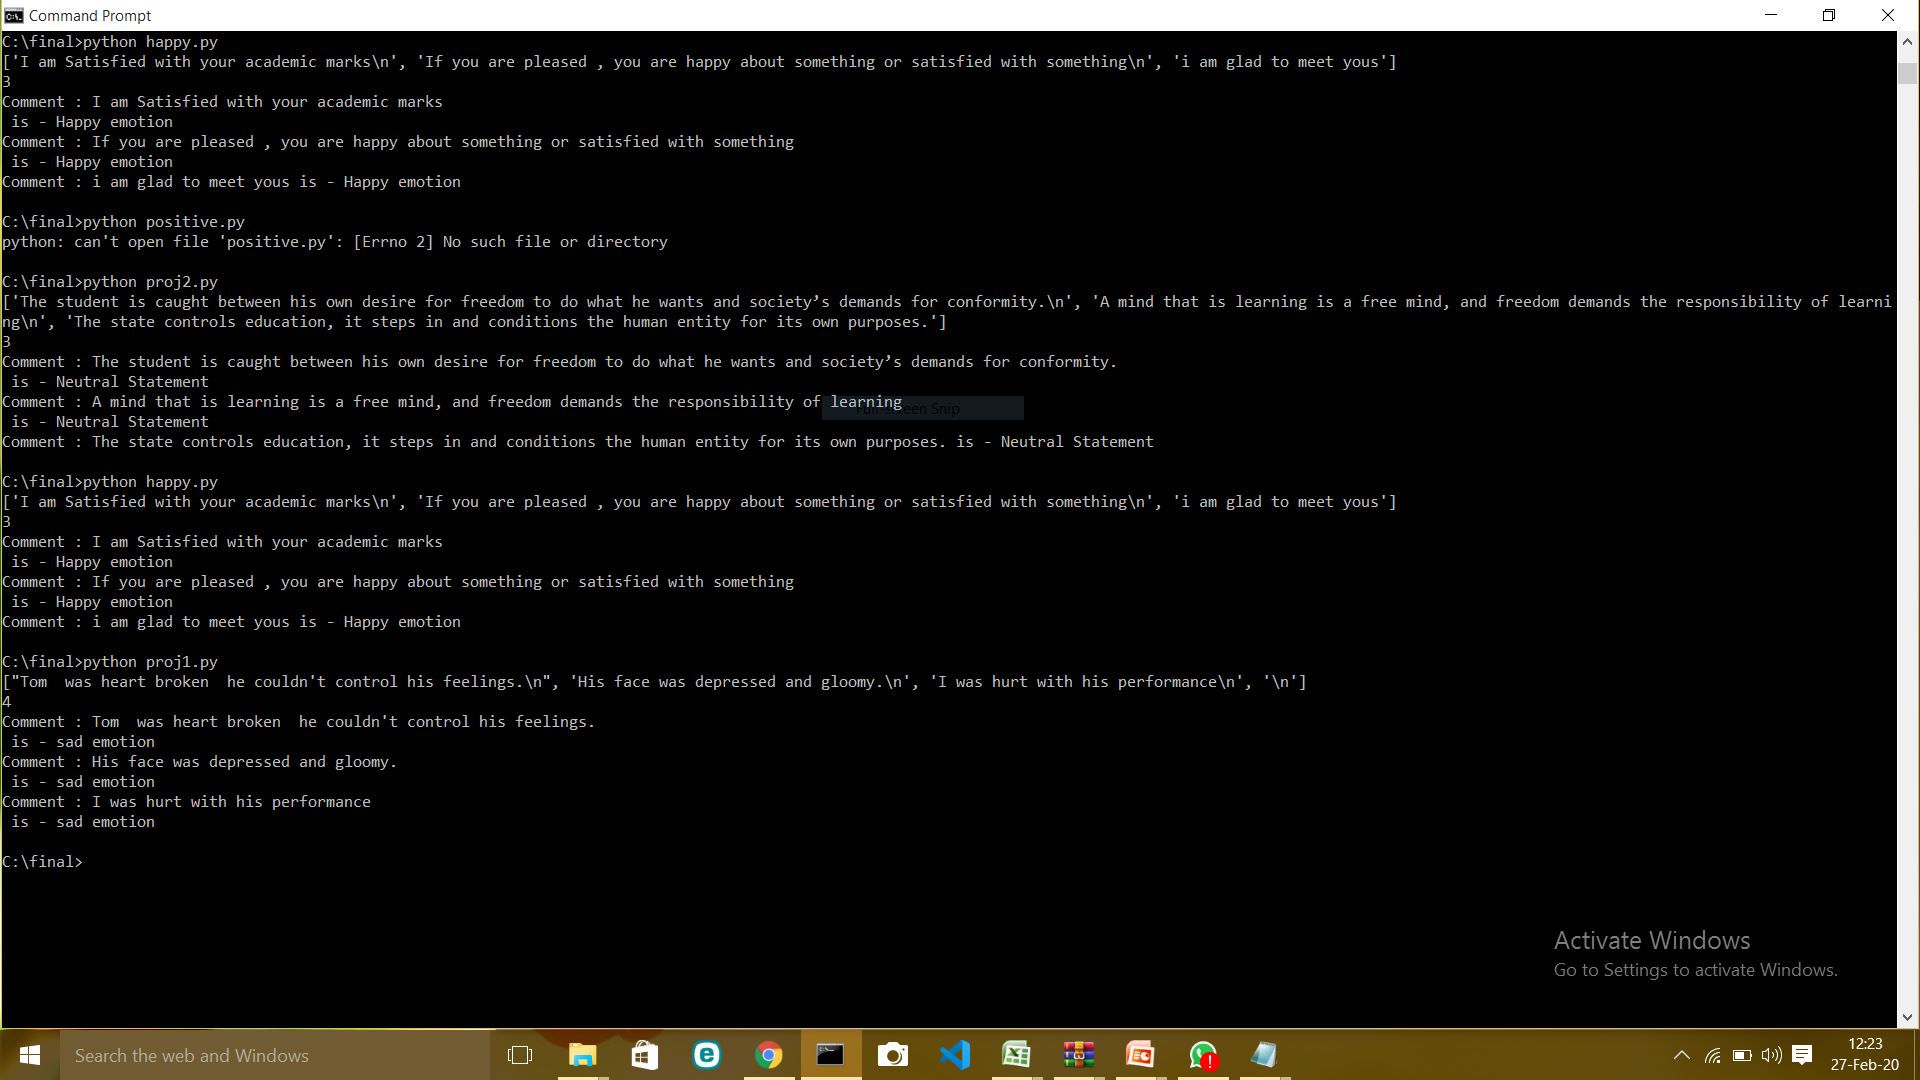 Command Prompt
C:\final>python happy.py
['I am Satisfied with your academic marks\n', 'If you are pleased , you are happy about something or satisfied with something\n', 'i am glad to meet yous']
3
Comment : I am Satisfied with your academic marks
 is - Happy emotion
Comment : If you are pleased , you are happy about something or satisfied with something
 is - Happy emotion
Comment : i am glad to meet yous is - Happy emotion
C:\final>python positive.py
python: can't open file 'positive.py': [Errno 2] No such file or directory
C:\final>python proj2.py
['The student is caught between his own desire for freedom to do what he wants and society’s demands for conformity.\n', 'A mind that is learning is a free mind, and freedom demands the responsibility of learni
ng\n', 'The state controls education, it steps in and conditions the human entity for its own purposes.']
3
Comment : The student is caught between his own desire for freedom to do what he wants and society’s demands for conformity.
 is - Neutral Statement
Comment : A mind that is learning is a free mind, and freedom demands the responsibility of learning
Full-screen Snip
 is - Neutral Statement
Comment : The state controls education, it steps in and conditions the human entity for its own purposes. is - Neutral Statement
C:\final>python happy.py
['I am Satisfied with your academic marks\n', 'If you are pleased , you are happy about something or satisfied with something\n', 'i am glad to meet yous']
3
Comment : I am Satisfied with your academic marks
 is - Happy emotion
Comment : If you are pleased , you are happy about something or satisfied with something
 is - Happy emotion
Comment : i am glad to meet yous is - Happy emotion
C:\final>python proj1.py
["Tom  was heart broken  he couldn't control his feelings.\n", 'His face was depressed and gloomy.\n', 'I was hurt with his performance\n', '\n']
4
Comment : Tom  was heart broken  he couldn't control his feelings.
 is - sad emotion
Comment : His face was depressed and gloomy.
 is - sad emotion
Comment : I was hurt with his performance
 is - sad emotion
C:\final>
Activate Windows
Go to Settings to activate Windows.
Search the web and Windows
12:23
27-Feb-20